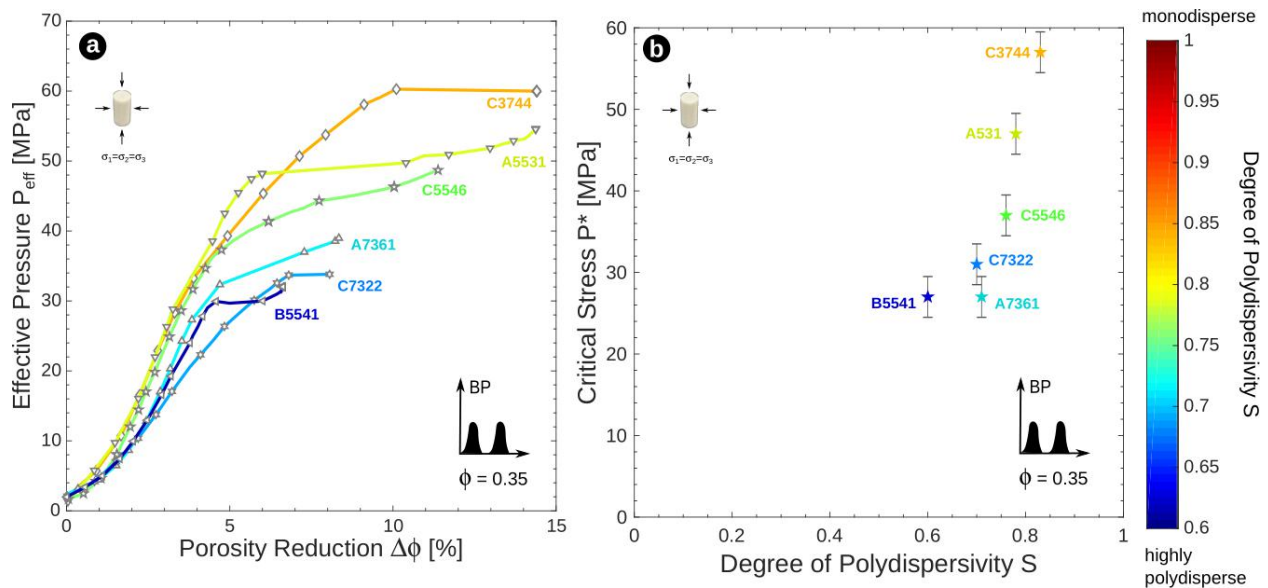 a
σ1=σ2=σ3
Effective Pressure Peff [MPa]
70
60
50
40
30
20
10
0
0
5
10
15
Porosity Reduction Δϕ [%]
C3744
A5531
C5546
A7361
C7322
B5541
BP
ϕ = 0.35
b
σ1=σ2=σ3
Critical Stress P* [MPa]
60
50
40
30
20
10
0
0
0.2
0.4
0.6
0.8
1
Degree of Polydispersivity S
C3744
A531
C5546
C7322
B5541
A7361
BP
ϕ = 0.35
monodisperse
1
0.95
0.9
0.85
0.8
0.75
0.7
0.65
0.6
Degree of Polydispersivity S
highly
polydisperse